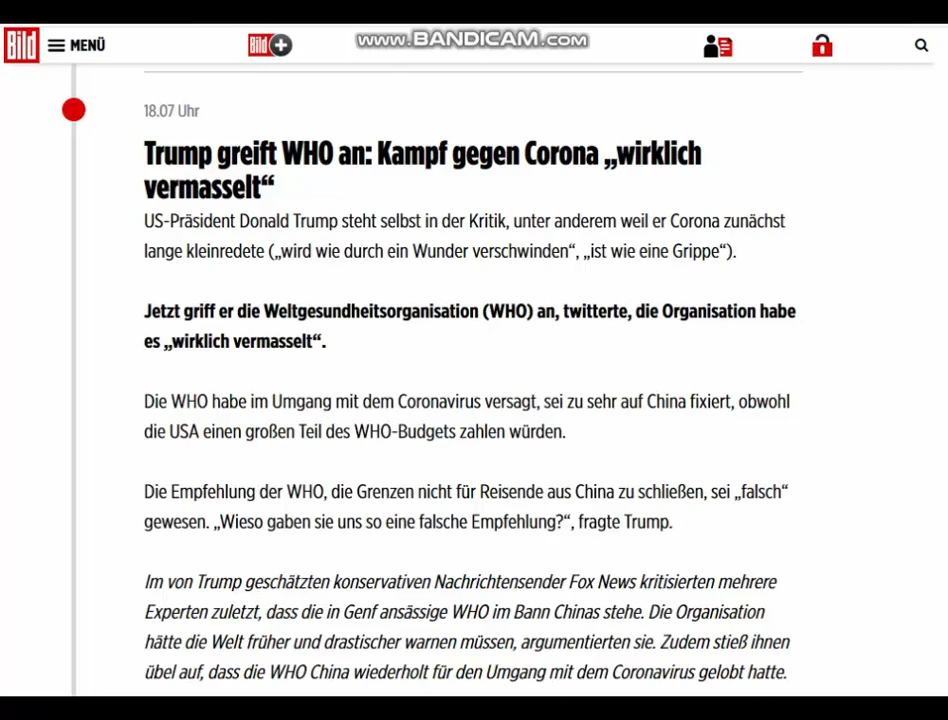 www.BANDICAM.com
Bild MENÜ Bild
18.07 Uhr
Trump greift WHO an: Kampf gegen Corona „wirklich
vermasselt“
US-Präsident Donald Trump steht selbst in der Kritik, unter anderem weil er Corona zunächst
lange kleinredete („wird wie durch ein Wunder verschwinden“, „ist wie eine Grippe“).
Jetzt griff er die Weltgesundheitsorganisation (WHO) an, twitterte, die Organisation habe
es „wirklich vermasselt“.
Die WHO habe im Umgang mit dem Coronavirus versagt, sei zu sehr auf China fixiert, obwohl
die USA einen großen Teil des WHO-Budgets zahlen würden.
Die Empfehlung der WHO, die Grenzen nicht für Reisende aus China zu schließen, sei „falsch“
gewesen. „Wieso gaben sie uns so eine falsche Empfehlung?“, fragte Trump.
Im von Trump geschätzten konservativen Nachrichtensender Fox News kritisierten mehrere
Experten zuletzt, dass die in Genf ansässige WHO im Bann Chinas stehe. Die Organisation
hätte die Welt früher und drastischer warnen müssen, argumentierten sie. Zudem stieß ihnen
übel auf, dass die WHO China wiederholt für den Umgang mit dem Coronavirus gelobt hatte.